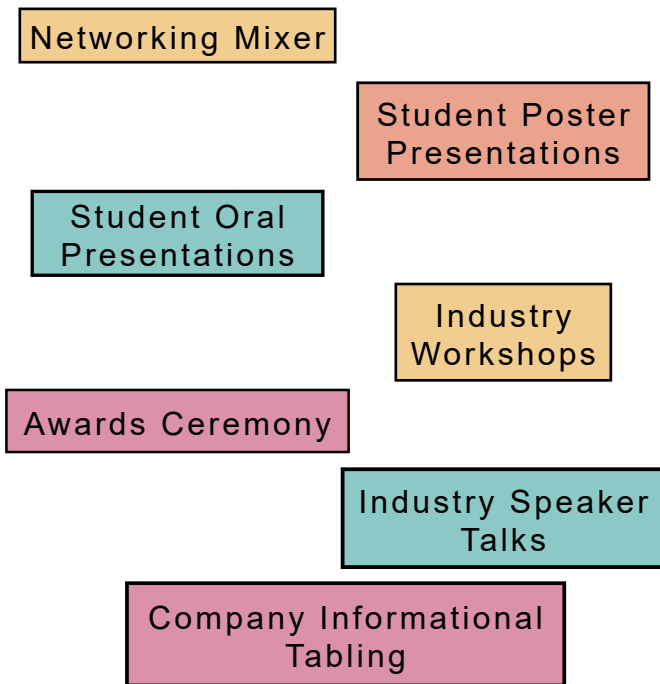 Networking Mixer
Student Poster
Presentations
Student Oral
Presentations
Industry
Workshops
Awards Ceremony
Industry Speaker
Talks
Company Informational
Tabling